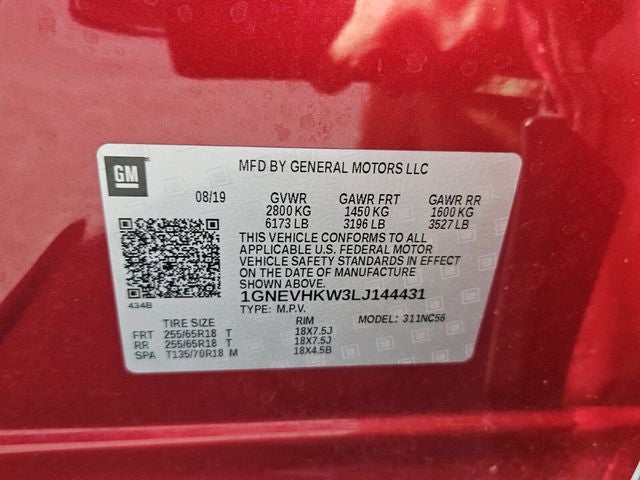 GM
MFD BY GENERAL MOTORS LLC
08/19 GVWR GAWR FRT GAWR RR
2800 KG 1450 KG 1600 KG
6173 LB 3196 LB 3527 LB
THIS VEHICLE CONFORMS TO ALL
APPLICABLE U.S. FEDERAL MOTOR
VEHICLE SAFETY STANDARDS IN EFFECT
ON THE DATE OF MANUFACTURE
SHOWN ABOVE.
434B 1GNEVHKW3LJ144431
TYPE: M.P.V.
TIRE SIZE RIM MODEL: 311NC56
FRT 255/65R18 T 18X7.5J
RR 255/65R18 T 18X7.5J
SPA T135/70R18 M 18X4.5B